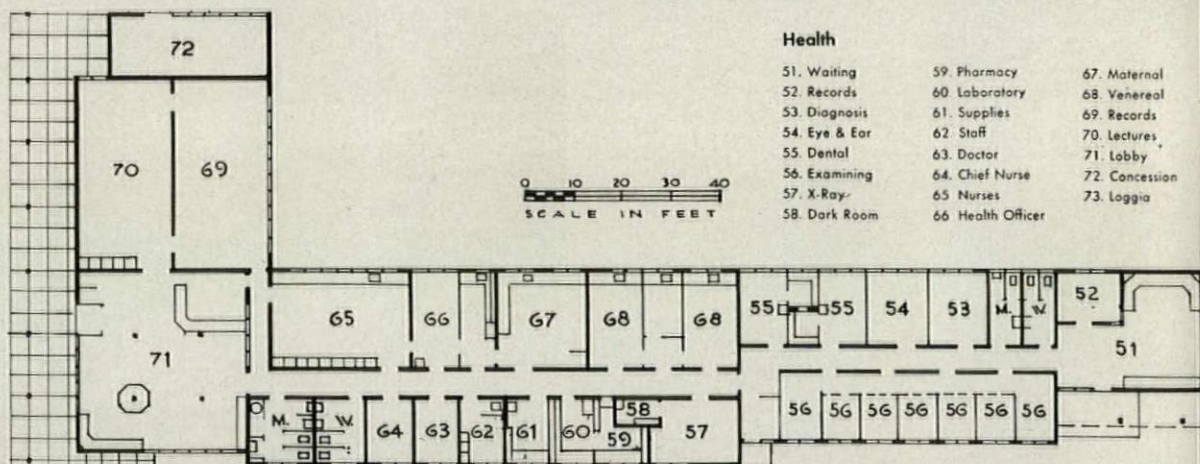 Health
51. Waiting
52. Records
53. Diagnosis
54. Eye & Ear
55. Dental
56. Examining
57. X-Ray
58. Dark Room
59. Pharmacy
60 Laboratory
61. Supplies
62. Staff
63. Doctor
64. Chief Nurse
65 Nurses
66 Health Officer
67. Maternal
68. Venereal
69. Records
70. Lectures
71. Lobby
72. Concession
73. Loggia
0 10 20 30 40
SCALE IN FEET
72
70 69
65 66 67 68 68 55 55 54 53 M. W. 52
71 51
M. W. 64 63 62 61 60 59 58 57 56 56 56 56 56 56 56